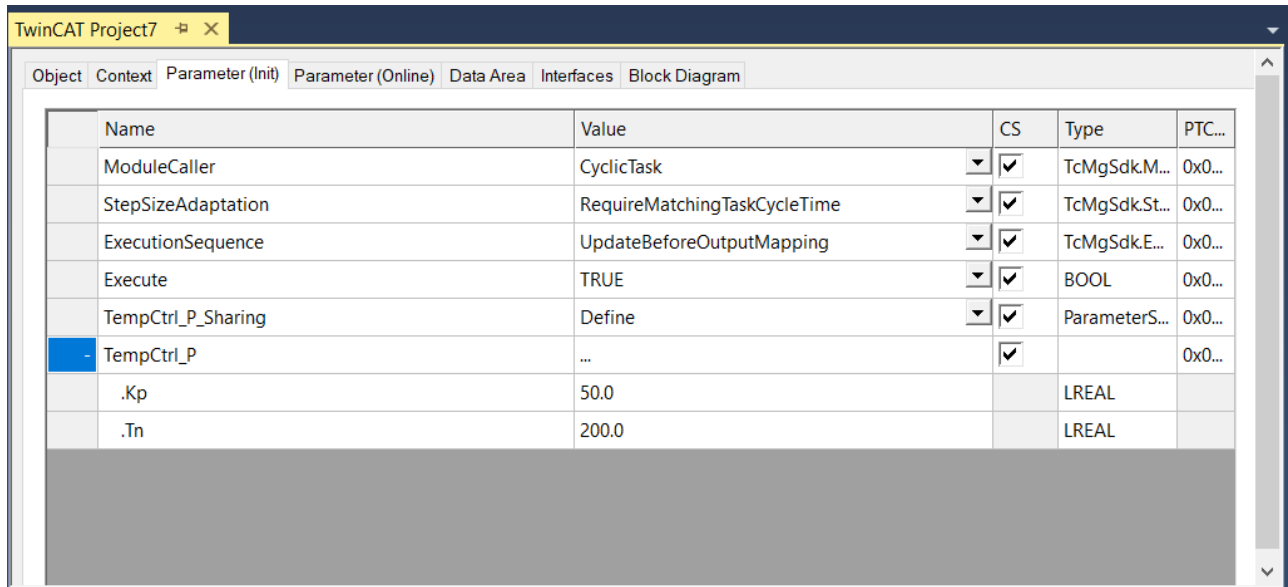 TwinCAT Project7
Object Context Parameter (Init) Parameter (Online) Data Area Interfaces Block Diagram
Name Value CS Type PTC...
ModuleCaller CyclicTask TcMgSdk.M... 0x0...
StepSizeAdaptation RequireMatchingTaskCycleTime TcMgSdk.St... 0x0...
ExecutionSequence UpdateBeforeOutputMapping TcMgSdk.E... 0x0...
Execute TRUE BOOL 0x0...
TempCtrl_P_Sharing Define ParameterS... 0x0...
- TempCtrl_P ... 0x0...
.Kp 50.0 LREAL
.Tn 200.0 LREAL